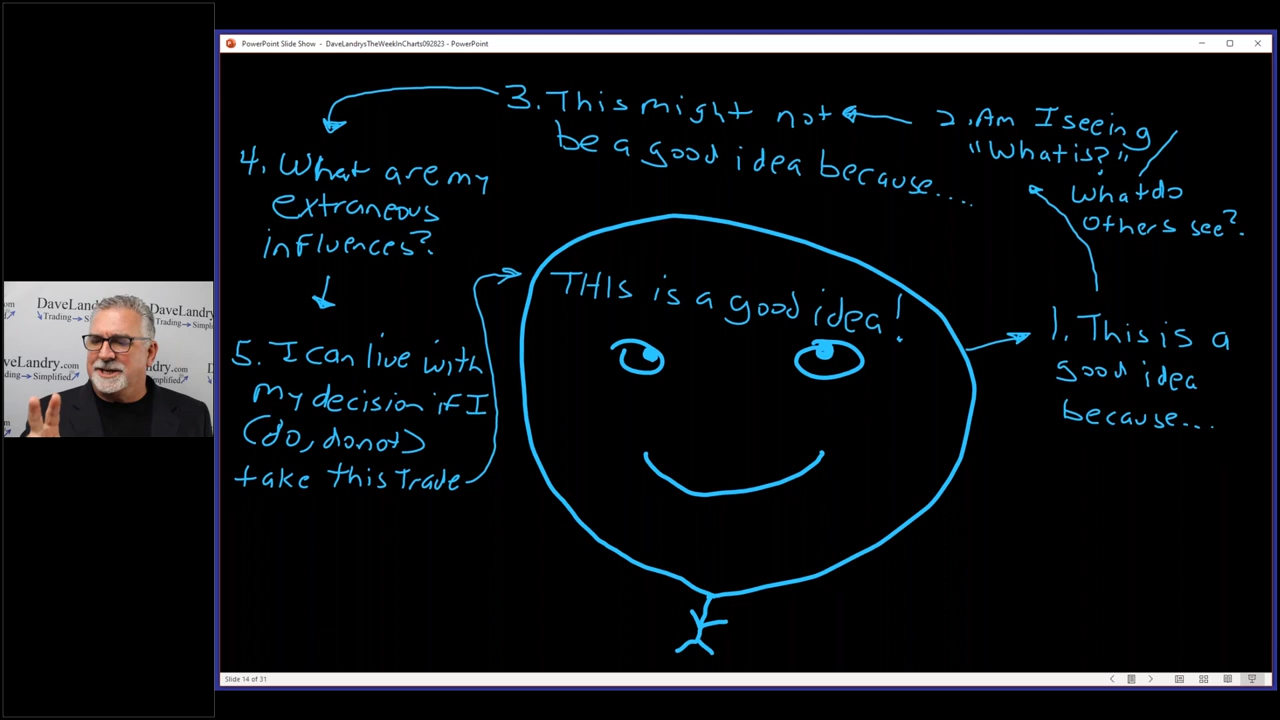 PowerPoint Slide Show - DaveLandrysTheWeekInCharts092823 - PowerPoint
3. This might not
be a good idea because....
2. Am I seeing
"What is?"
What do
others see?
4. What are my
extraneous
influences?
THIS is a good idea!
1. This is a
good idea
because...
5. I can live with
my decision if I
(do, donot)
take this Trade
DaveLandry.com
Trading Simplified
Slide 14 of 31